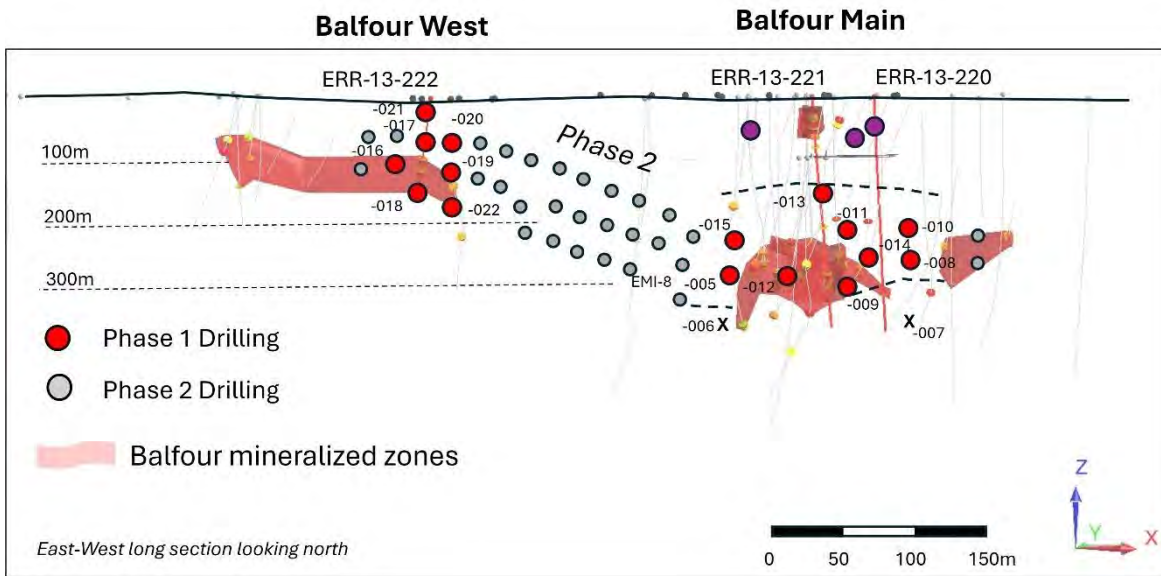 Balfour West
Balfour Main
ERR-13-222
ERR-13-221
ERR-13-220
-021
-017
-020
-016
100m
-019
-018
-022
200m
Phase 2
-013
-011
-010
-015
-014
-008
EMI-8
-005
-012
300m
-009
-006 X
X -007
Phase 1 Drilling
Phase 2 Drilling
Balfour mineralized zones
East-West long section looking north
0 50 100 150m
Z
Y
X